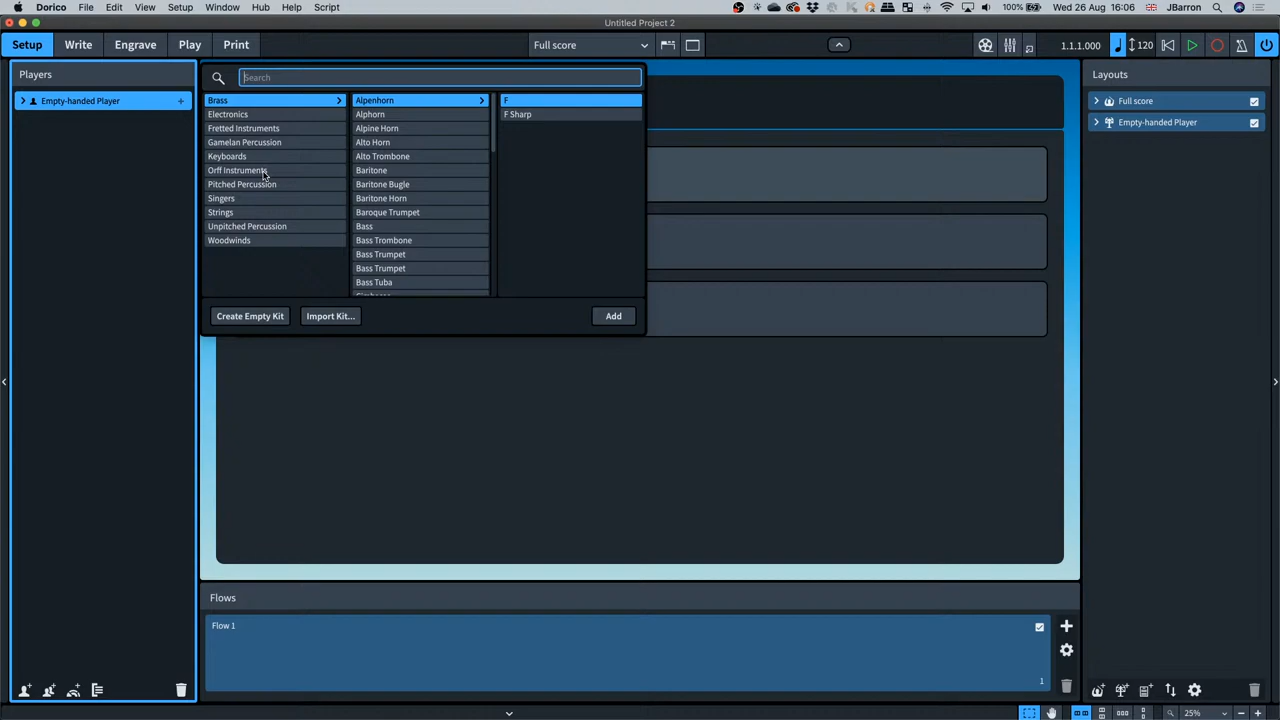 Dorico File Edit View Setup Window Hub Help Script 100% Wed 26 Aug 16:06 JBarron
Untitled Project 2
Setup Write Engrave Play Print Full score 1.1.1.000 120
Players
Empty-handed Player
Search
Brass Alpenhorn F
Electronics Alphorn F Sharp
Fretted Instruments Alpine Horn
Gamelan Percussion Alto Horn
Keyboards Alto Trombone
Orff Instruments Baritone
Pitched Percussion Baritone Bugle
Singers Baritone Horn
Strings Baroque Trumpet
Unpitched Percussion Bass
Woodwinds Bass Trombone
Bass Trumpet
Bass Trumpet
Bass Tuba
Create Empty Kit Import Kit... Add
Layouts
Full score
Empty-handed Player
Flows
Flow 1
1
25%